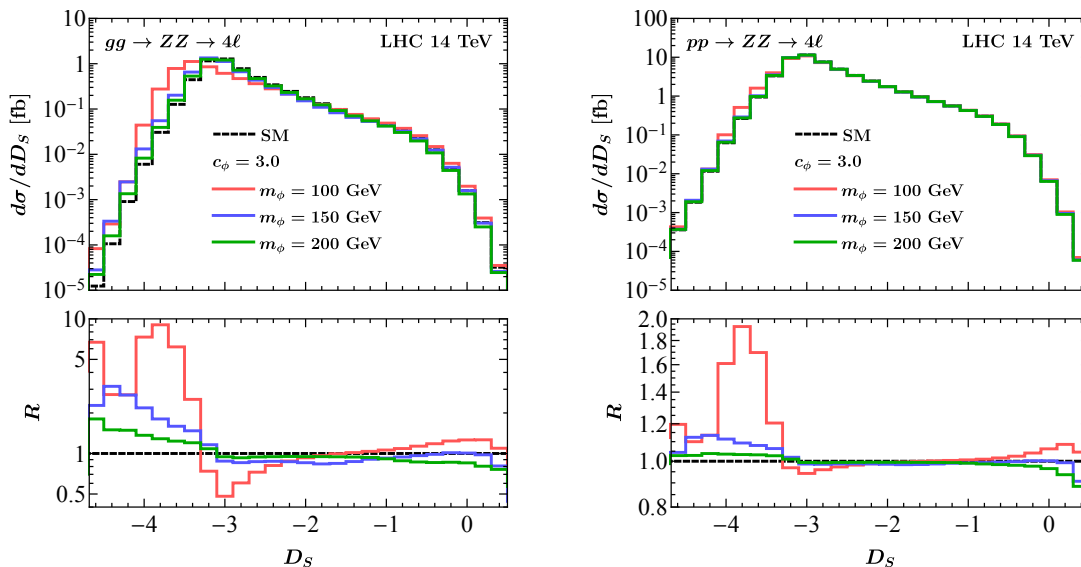 gg → ZZ → 4ℓ LHC 14 TeV
dσ/dD_S [fb]
10
1
10⁻¹
10⁻²
10⁻³
10⁻⁴
10⁻⁵
SM
c_ϕ = 3.0
m_ϕ = 100 GeV
m_ϕ = 150 GeV
m_ϕ = 200 GeV
R
10
5
1
0.5
−4 −3 −2 −1 0
D_S
pp → ZZ → 4ℓ LHC 14 TeV
dσ/dD_S [fb]
100
10
1
10⁻¹
10⁻²
10⁻³
10⁻⁴
10⁻⁵
SM
c_ϕ = 3.0
m_ϕ = 100 GeV
m_ϕ = 150 GeV
m_ϕ = 200 GeV
R
2.0
1.8
1.6
1.4
1.2
1.0
0.8
−4 −3 −2 −1 0
D_S